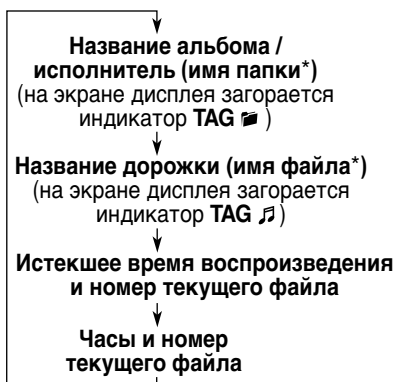 Название альбома /
исполнитель (имя папки*)
(на экране дисплея загорается
индикатор TAG )
Название дорожки (имя файла*)
(на экране дисплея загорается
индикатор TAG ♫)
Истекшее время воспроизведения
и номер текущего файла
Часы и номер
текущего файла